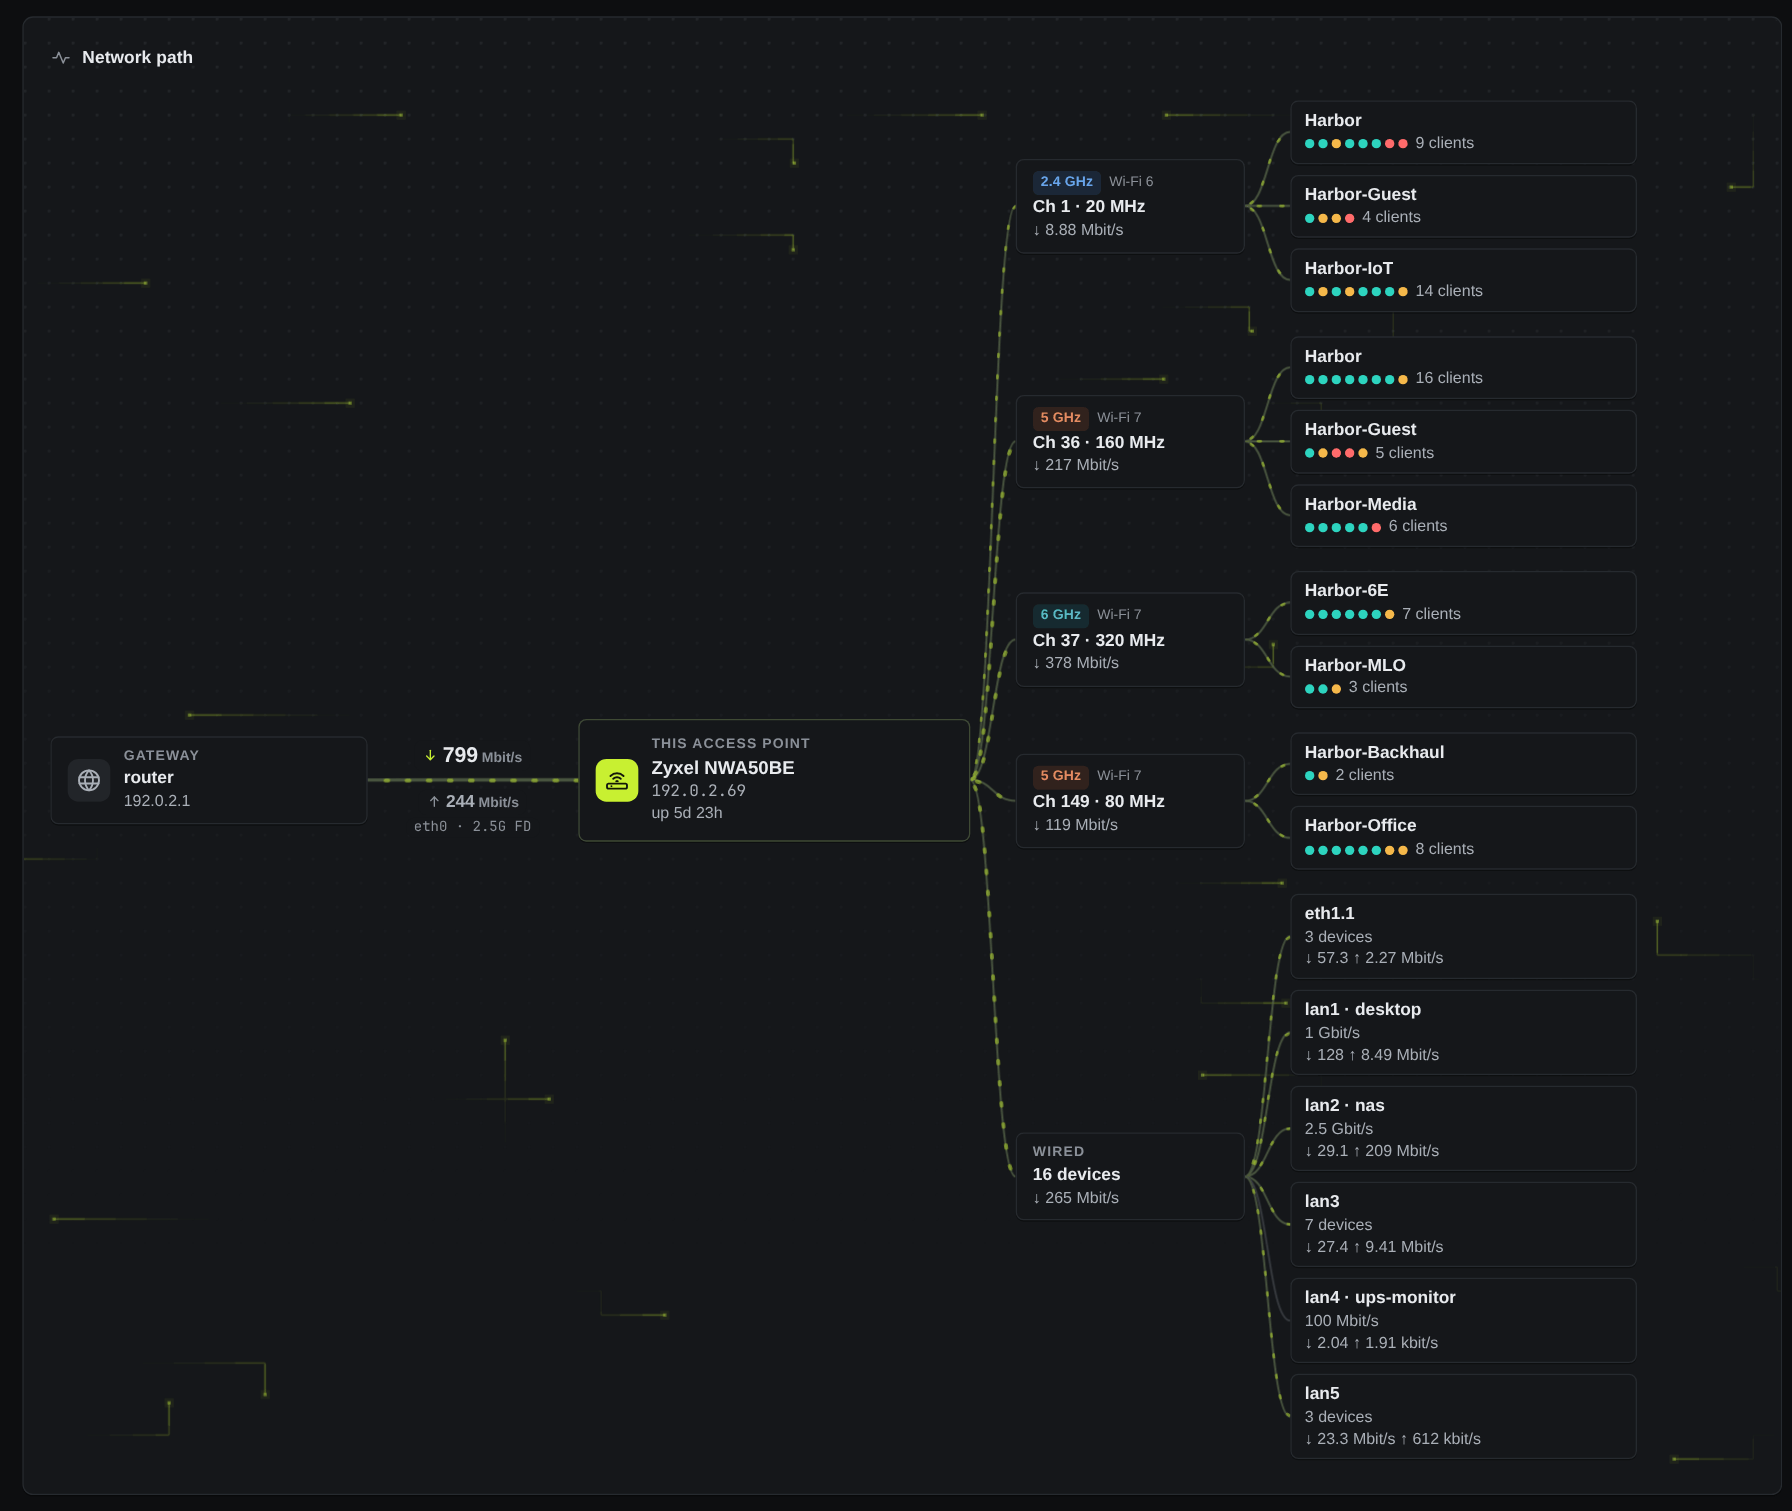 Network path
GATEWAY
router
192.0.2.1
↓ 799 Mbit/s
↑ 244 Mbit/s
eth0 · 2.5G FD
THIS ACCESS POINT
Zyxel NWA50BE
192.0.2.69
up 5d 23h
2.4 GHz Wi-Fi 6
Ch 1 · 20 MHz
↓ 8.88 Mbit/s
Harbor
9 clients
Harbor-Guest
4 clients
Harbor-IoT
14 clients
5 GHz Wi-Fi 7
Ch 36 · 160 MHz
↓ 217 Mbit/s
Harbor
16 clients
Harbor-Guest
5 clients
Harbor-Media
6 clients
6 GHz Wi-Fi 7
Ch 37 · 320 MHz
↓ 378 Mbit/s
Harbor-6E
7 clients
Harbor-MLO
3 clients
5 GHz Wi-Fi 7
Ch 149 · 80 MHz
↓ 119 Mbit/s
Harbor-Backhaul
2 clients
Harbor-Office
8 clients
WIRED
16 devices
↓ 265 Mbit/s
eth1.1
3 devices
↓ 57.3 ↑ 2.27 Mbit/s
lan1 · desktop
1 Gbit/s
↓ 128 ↑ 8.49 Mbit/s
lan2 · nas
2.5 Gbit/s
↓ 29.1 ↑ 209 Mbit/s
lan3
7 devices
↓ 27.4 ↑ 9.41 Mbit/s
lan4 · ups-monitor
100 Mbit/s
↓ 2.04 ↑ 1.91 kbit/s
lan5
3 devices
↓ 23.3 Mbit/s ↑ 612 kbit/s